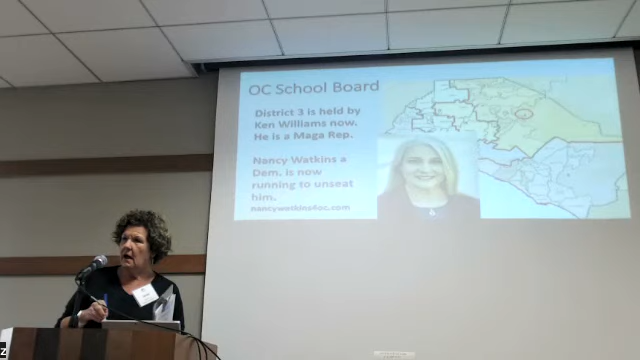 OC School Board
District 3 is held by
Ken Williams now.
He is a Maga Rep.
Nancy Watkins a
Dem. is now
running to unseat
him.
nancywatkins4oc.com
Z